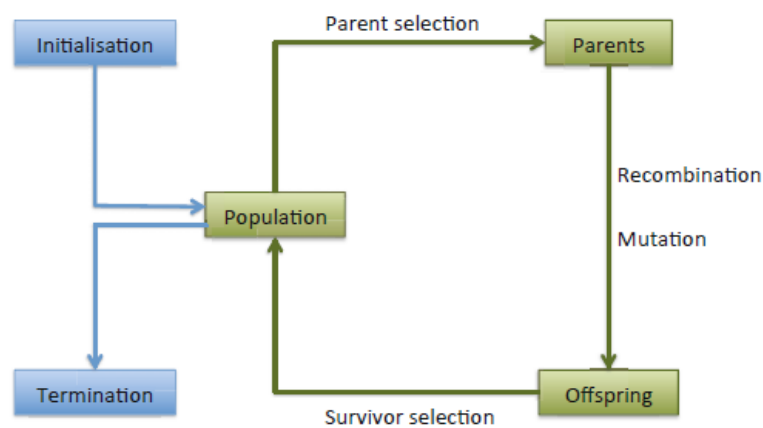 Initialisation
Parent selection
Parents
Recombination
Population
Mutation
Termination
Offspring
Survivor selection